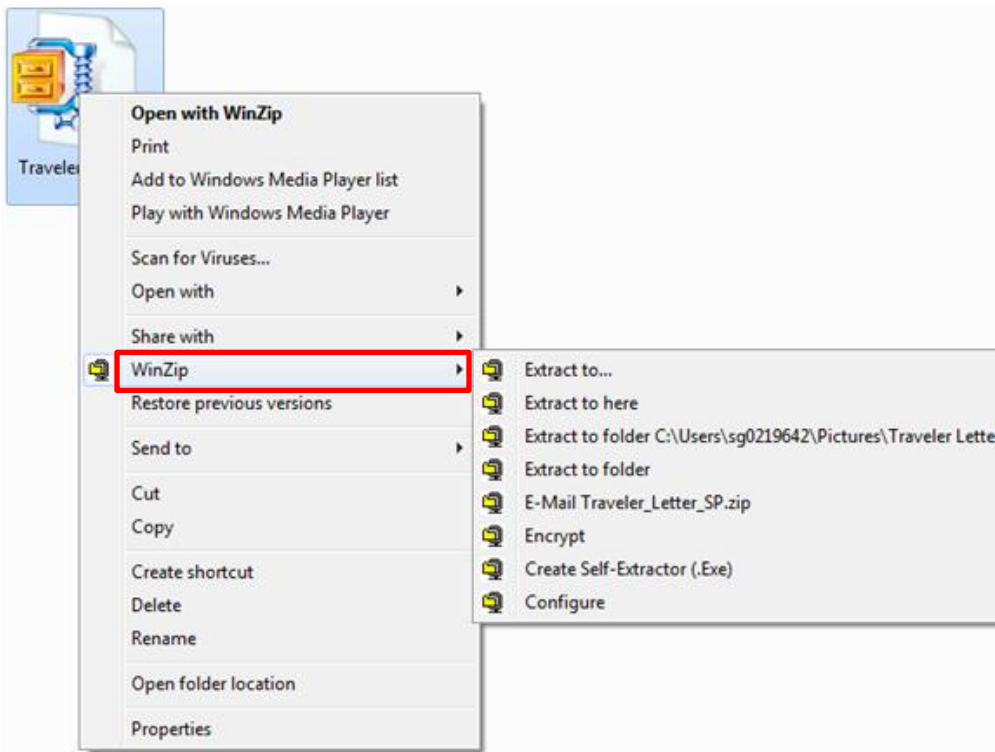 Traveler
Open with WinZip
Print
Add to Windows Media Player list
Play with Windows Media Player
Scan for Viruses...
Open with
Share with
WinZip
Restore previous versions
Send to
Cut
Copy
Create shortcut
Delete
Rename
Open folder location
Properties
Extract to...
Extract to here
Extract to folder C:\Users\sg0219642\Pictures\Traveler Lette
Extract to folder
E-Mail Traveler_Letter_SP.zip
Encrypt
Create Self-Extractor (.Exe)
Configure